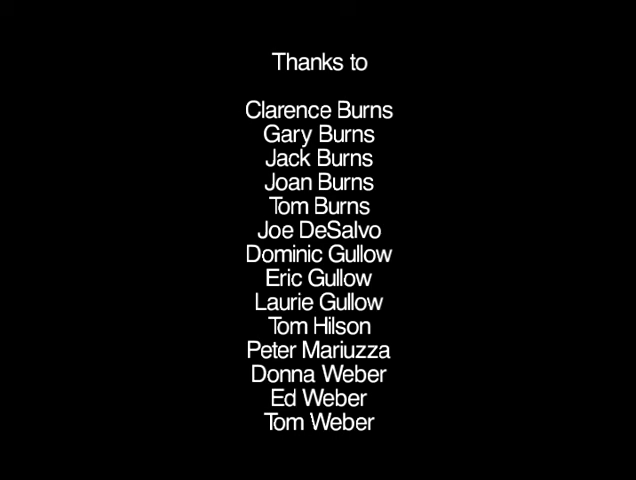 Thanks to
Clarence Burns
Gary Burns
Jack Burns
Joan Burns
Tom Burns
Joe DeSalvo
Dominic Gullow
Eric Gullow
Laurie Gullow
Tom Hilson
Peter Mariuzza
Donna Weber
Ed Weber
Tom Weber